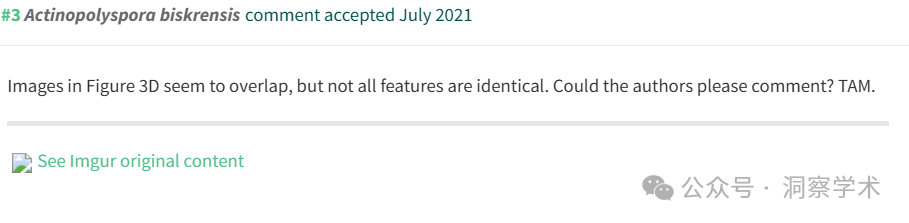 #3 Actinopolyspora biskrensis comment accepted July 2021
Images in Figure 3D seem to overlap, but not all features are identical. Could the authors please comment? TAM.
See Imgur original content
公众号 · 洞察学术